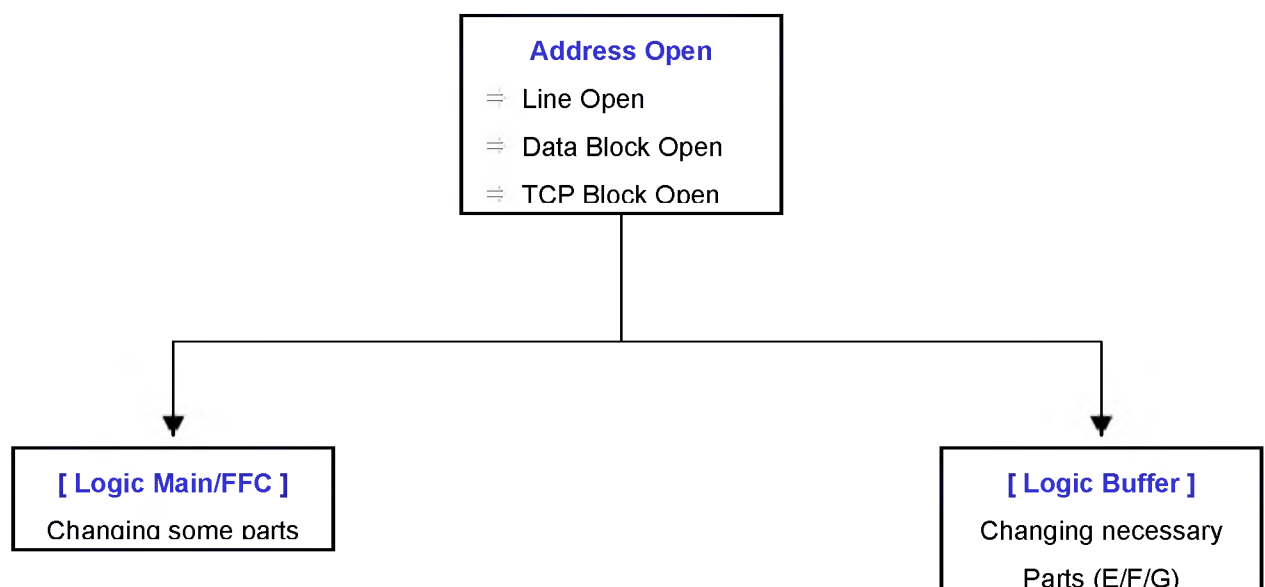 Address Open
⇒ Line Open
⇒ Data Block Open
⇒ TCP Block Open
[ Logic Main/FFC ]
Changing some parts
[ Logic Buffer ]
Changing necessary
Parts (E/F/G)